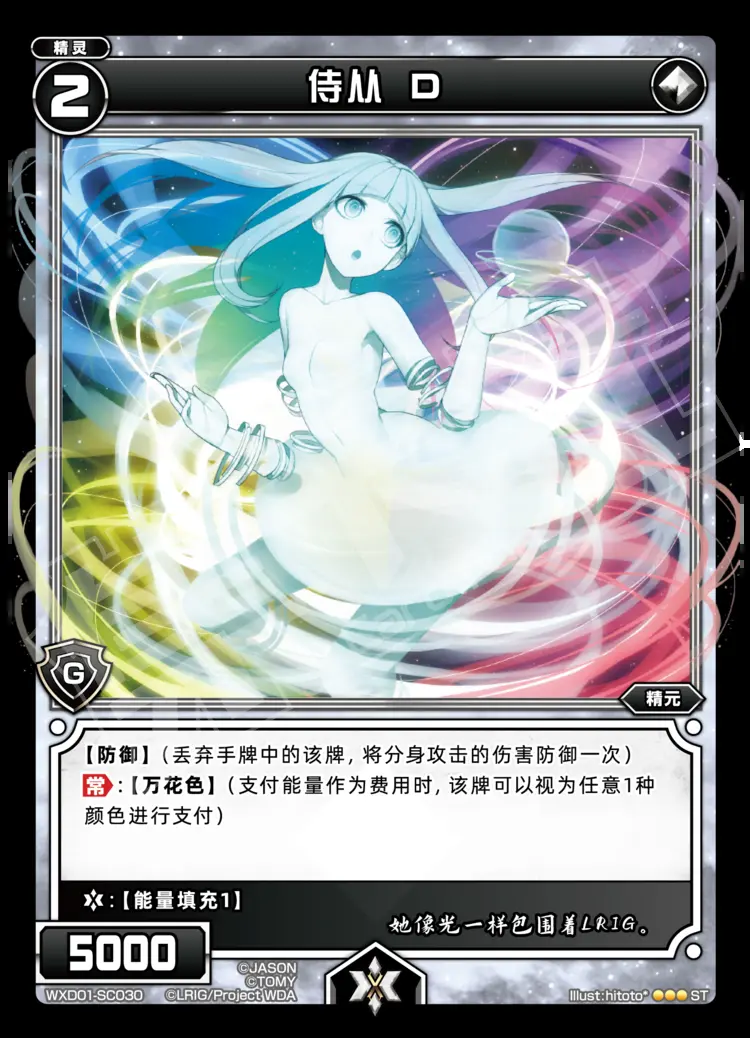 精灵
2
侍从 D
G
精元
【防御】（丢弃手牌中的该牌，将分身攻击的伤害防御一次）
常：【万花色】（支付能量作为费用时，该牌可以视为任意1种
颜色进行支付）
：【能量填充1】
她像光一样包围着LRIG。
5000
©JASON
©TOMY
WXD01-SC030 ©LRIG/Project WDA
Illust:hitoto* ST